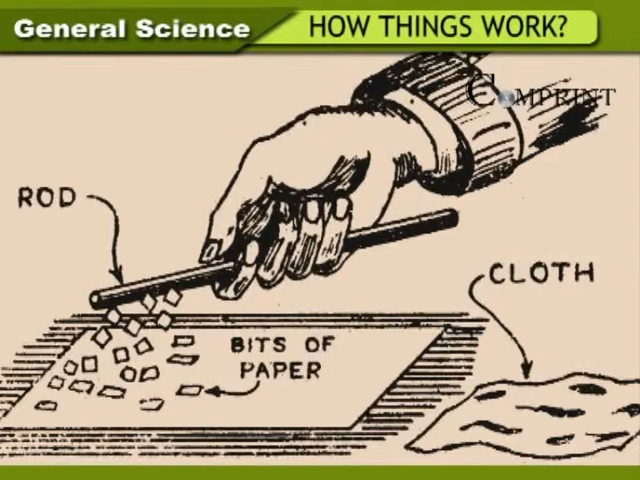 General Science
HOW THINGS WORK?
COMPRINT
ROD
CLOTH
BITS OF
PAPER